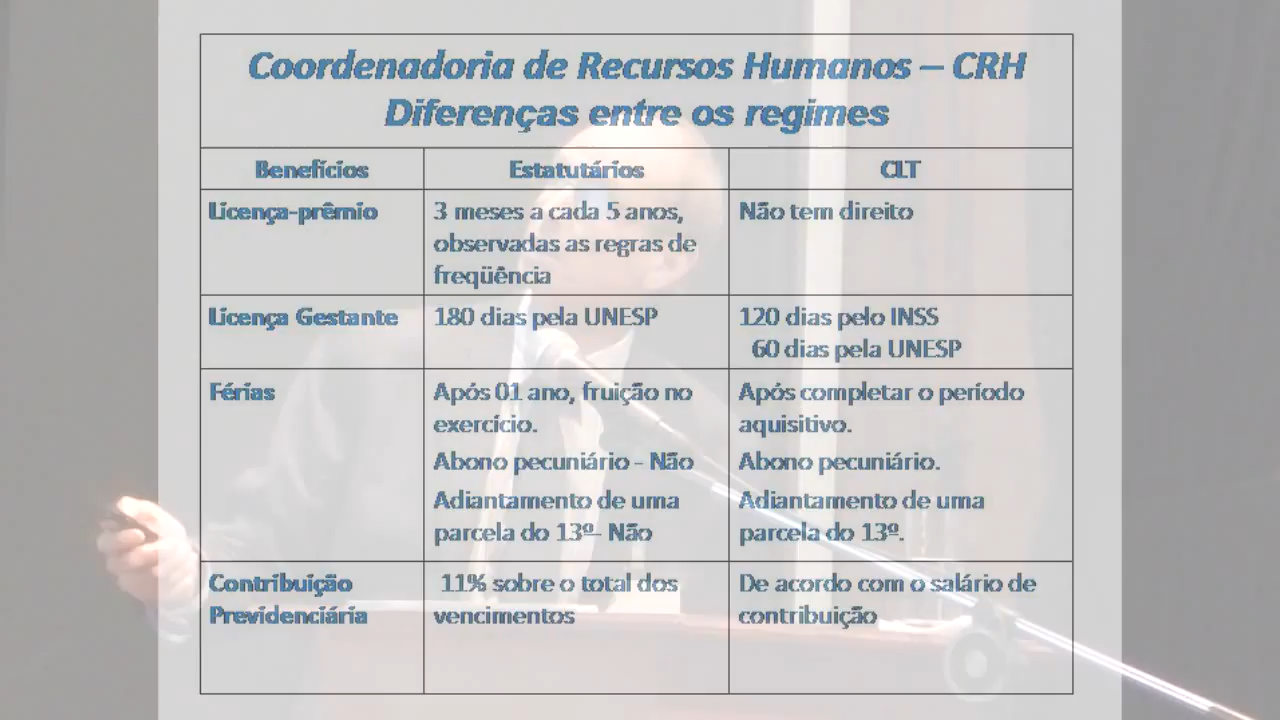 Coordenadoria de Recursos Humanos – CRH
Diferenças entre os regimes
Benefícios
Estatutários
CLT
Licença-prêmio
3 meses a cada 5 anos,
observadas as regras de
freqüência
Não tem direito
Licença Gestante
180 dias pela UNESP
120 dias pelo INSS
60 dias pela UNESP
Férias
Após 01 ano, fruição no
exercício.
Abono pecuniário - Não
Adiantamento de uma
parcela do 13º– Não
Após completar o período
aquisitivo.
Abono pecuniário.
Adiantamento de uma
parcela do 13º.
Contribuição
Previdenciária
11% sobre o total dos
vencimentos
De acordo com o salário de
contribuição